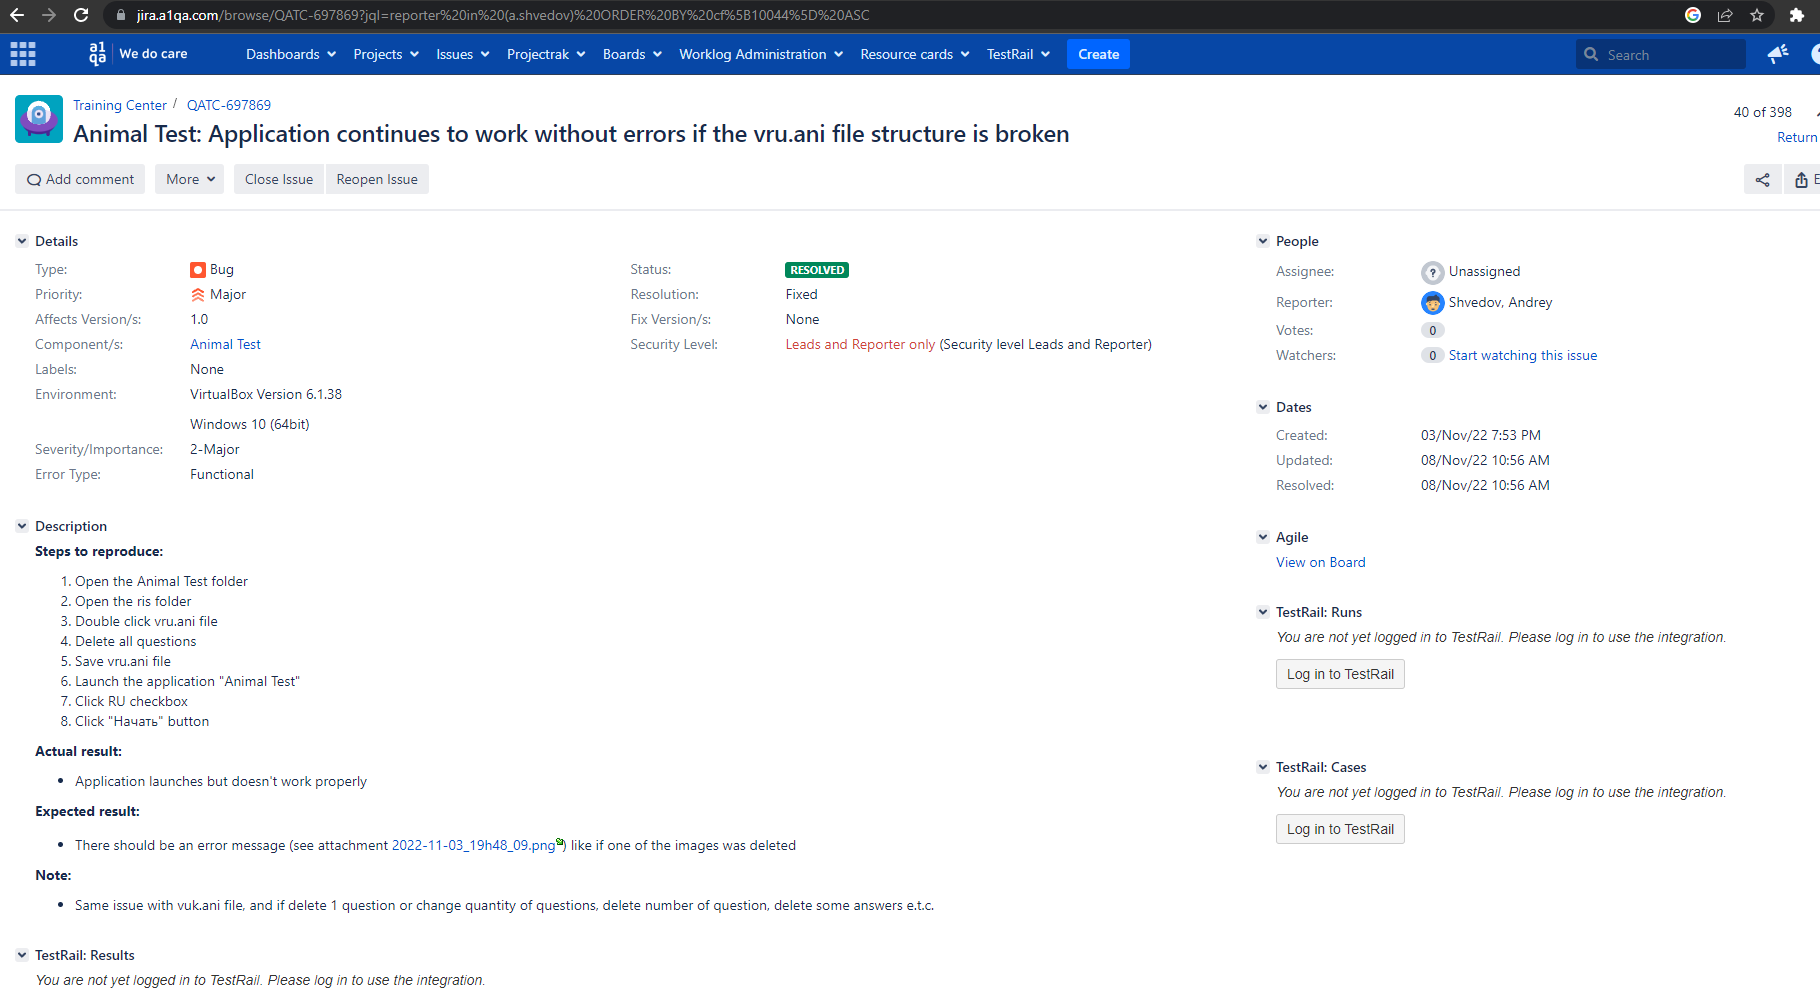 jira.a1qa.com/browse/QATC-697869?jql=reporter%20in%20(a.shvedov)%20ORDER%20BY%20cf%5B10044%5D%20ASC
a1 qa We do care Dashboards Projects Issues Projectrak Boards Worklog Administration Resource cards TestRail Create Search
Training Center / QATC-697869
40 of 398
Animal Test: Application continues to work without errors if the vru.ani file structure is broken
Return
Add comment More Close Issue Reopen Issue E
Details
Type: Bug
Priority: Major
Affects Version/s: 1.0
Component/s: Animal Test
Labels: None
Environment: VirtualBox Version 6.1.38
Windows 10 (64bit)
Severity/Importance: 2-Major
Error Type: Functional
Status: RESOLVED
Resolution: Fixed
Fix Version/s: None
Security Level: Leads and Reporter only (Security level Leads and Reporter)
Description
Steps to reproduce:
1. Open the Animal Test folder
2. Open the ris folder
3. Double click vru.ani file
4. Delete all questions
5. Save vru.ani file
6. Launch the application "Animal Test"
7. Click RU checkbox
8. Click "Начать" button
Actual result:
• Application launches but doesn't work properly
Expected result:
• There should be an error message (see attachment 2022-11-03_19h48_09.png) like if one of the images was deleted
Note:
• Same issue with vuk.ani file, and if delete 1 question or change quantity of questions, delete number of question, delete some answers e.t.c.
TestRail: Results
You are not yet logged in to TestRail. Please log in to use the integration.
People
Assignee: Unassigned
Reporter: Shvedov, Andrey
Votes: 0
Watchers: 0 Start watching this issue
Dates
Created: 03/Nov/22 7:53 PM
Updated: 08/Nov/22 10:56 AM
Resolved: 08/Nov/22 10:56 AM
Agile
View on Board
TestRail: Runs
You are not yet logged in to TestRail. Please log in to use the integration.
Log in to TestRail
TestRail: Cases
You are not yet logged in to TestRail. Please log in to use the integration.
Log in to TestRail